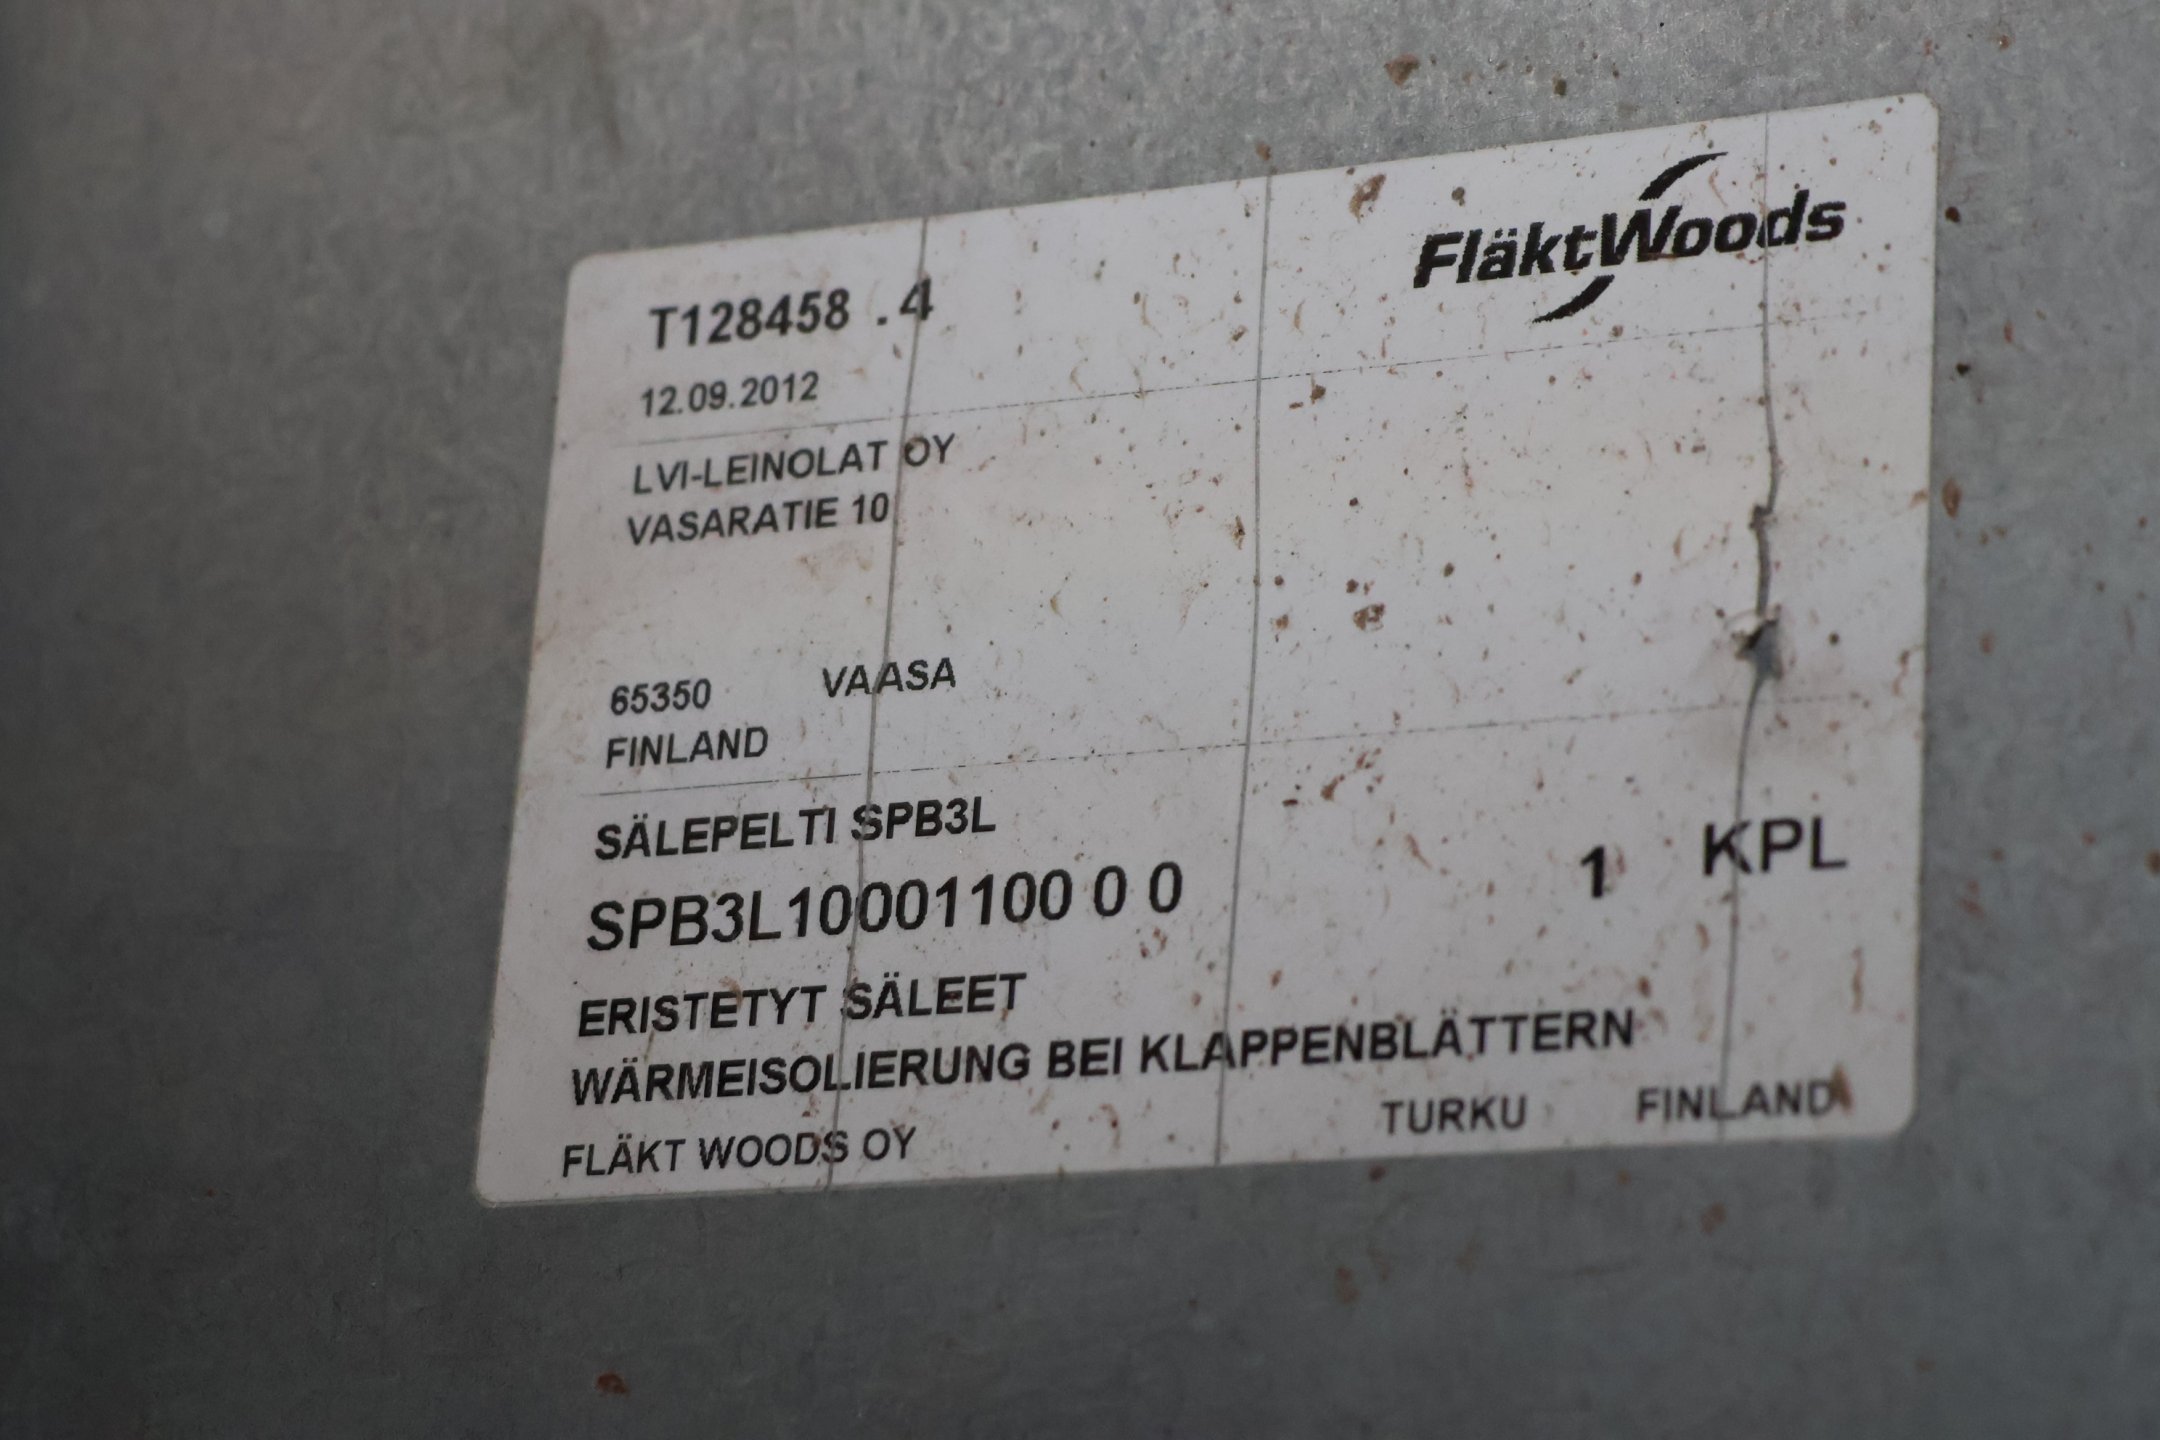 FläktWoods
T128458 .4
12.09.2012
LVI-LEINOLAT OY
VASARATIE 10
65350 VAASA
FINLAND
SÄLEPELTI SPB3L
SPB3L10001100 0 0 1 KPL
ERISTETYT SÄLEET
WÄRMEISOLIERUNG BEI KLAPPENBLÄTTERN
FLÄKT WOODS OY TURKU FINLAND